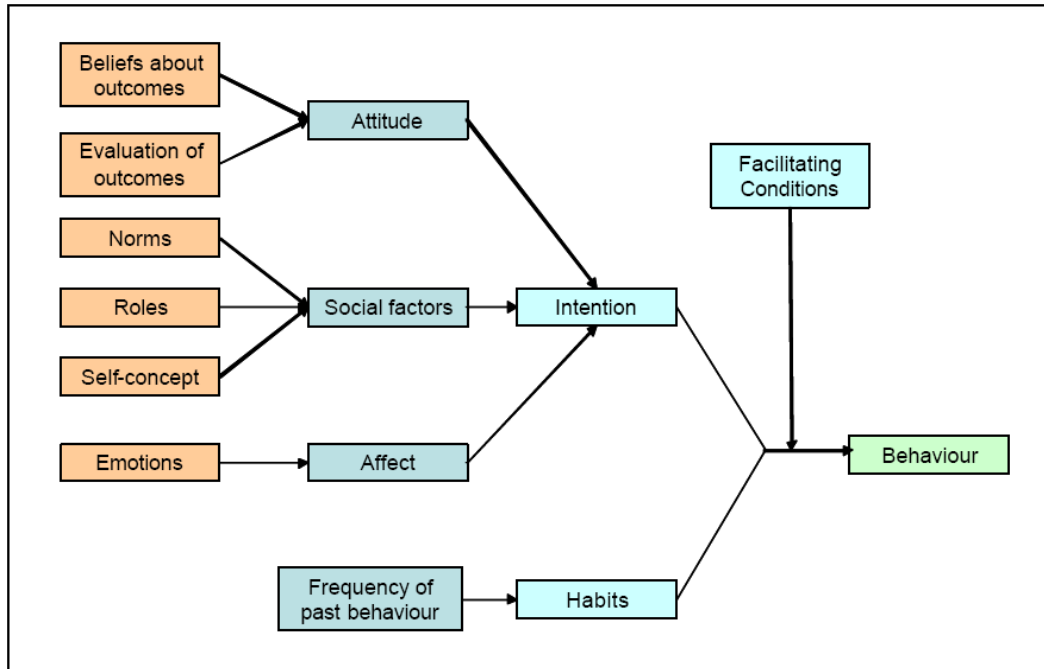 Beliefs about
outcomes
Evaluation of
outcomes
Attitude
Norms
Roles
Self-concept
Social factors
Emotions
Affect
Intention
Facilitating
Conditions
Frequency of
past behaviour
Habits
Behaviour